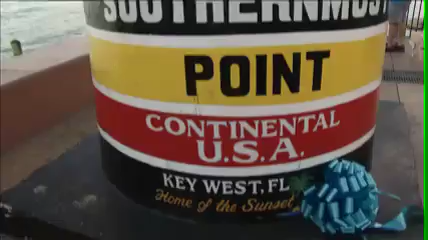 SOUTHERNMOST
POINT
CONTINENTAL
U.S.A.
KEY WEST, FL
Home of the Sunset